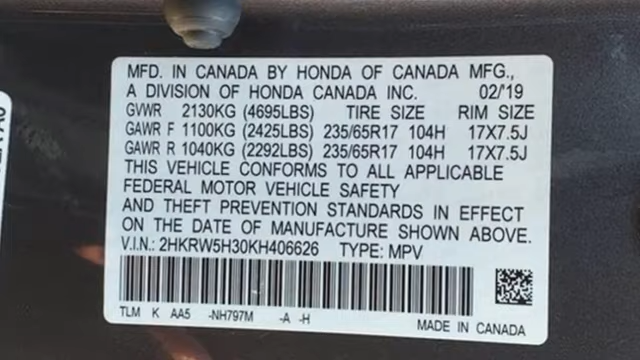 MFD. IN CANADA BY HONDA OF CANADA MFG.,
A DIVISION OF HONDA CANADA INC. 02/'19
GVWR 2130KG (4695LBS) TIRE SIZE RIM SIZE
GAWR F 1100KG (2425LBS) 235/65R17 104H 17X7.5J
GAWR R 1040KG (2292LBS) 235/65R17 104H 17X7.5J
THIS VEHICLE CONFORMS TO ALL APPLICABLE
FEDERAL MOTOR VEHICLE SAFETY
AND THEFT PREVENTION STANDARDS IN EFFECT
ON THE DATE OF MANUFACTURE SHOWN ABOVE.
V.I.N.: 2HKRW5H30KH406626 TYPE: MPV
TLM K AA5 -NH797M -A -H
MADE IN CANADA